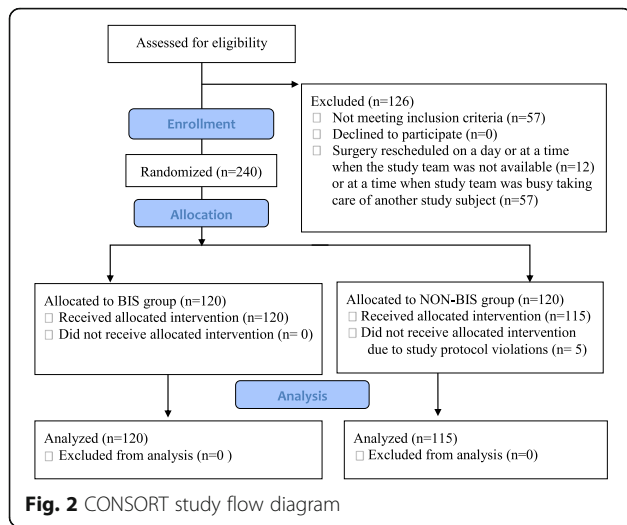 Assessed for eligibility
Excluded (n=126)
Not meeting inclusion criteria (n=57)
Declined to participate (n=0)
Surgery rescheduled on a day or at a time
when the study team was not available (n=12)
or at a time when study team was busy taking
care of another study subject (n=57)
Enrollment
Randomized (n=240)
Allocation
Allocated to BIS group (n=120)
Received allocated intervention (n=120)
Did not receive allocated intervention (n= 0)
Allocated to NON-BIS group (n=120)
Received allocated intervention (n=115)
Did not receive allocated intervention
due to study protocol violations (n= 5)
Analysis
Analyzed (n=120)
Excluded from analysis (n=0 )
Analyzed (n=115)
Excluded from analysis (n=0)
Fig. 2 CONSORT study flow diagram